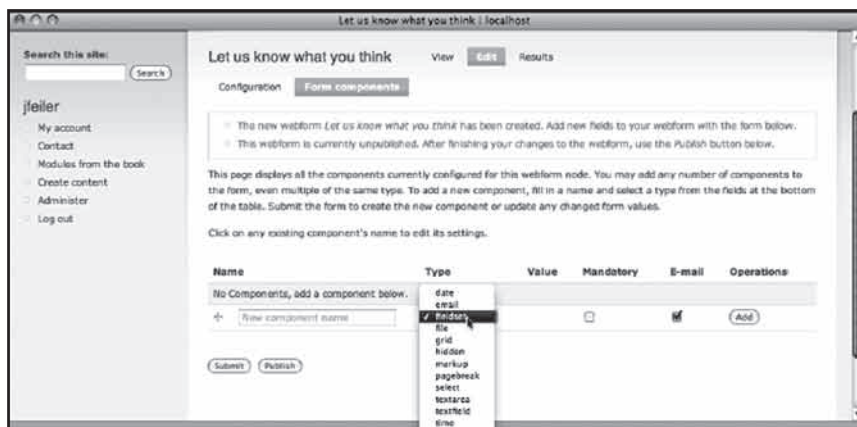 Let us know what you think | localhost
Search this site:
Search
jfeiler
My account
Contact
Modules from the book
Create content
Administer
Log out
Let us know what you think
View
Edit
Results
Configuration
Form components
The new webform Let us know what you think has been created. Add new fields to your webform with the form below.
This webform is currently unpublished. After finishing your changes to the webform, use the Publish button below.
This page displays all the components currently configured for this webform node. You may add any number of components to
the form, even multiple of the same type. To add a new component, fill in a name and select a type from the fields at the bottom
of the table. Submit the form to create the new component or update any changed form values.
Click on any existing component's name to edit its settings.
Name Type Value Mandatory E-mail Operations
No Components, add a component below.
New component name
Add
date
email
fieldset
file
grid
hidden
markup
pagebreak
select
textarea
textfield
time
Submit
Publish